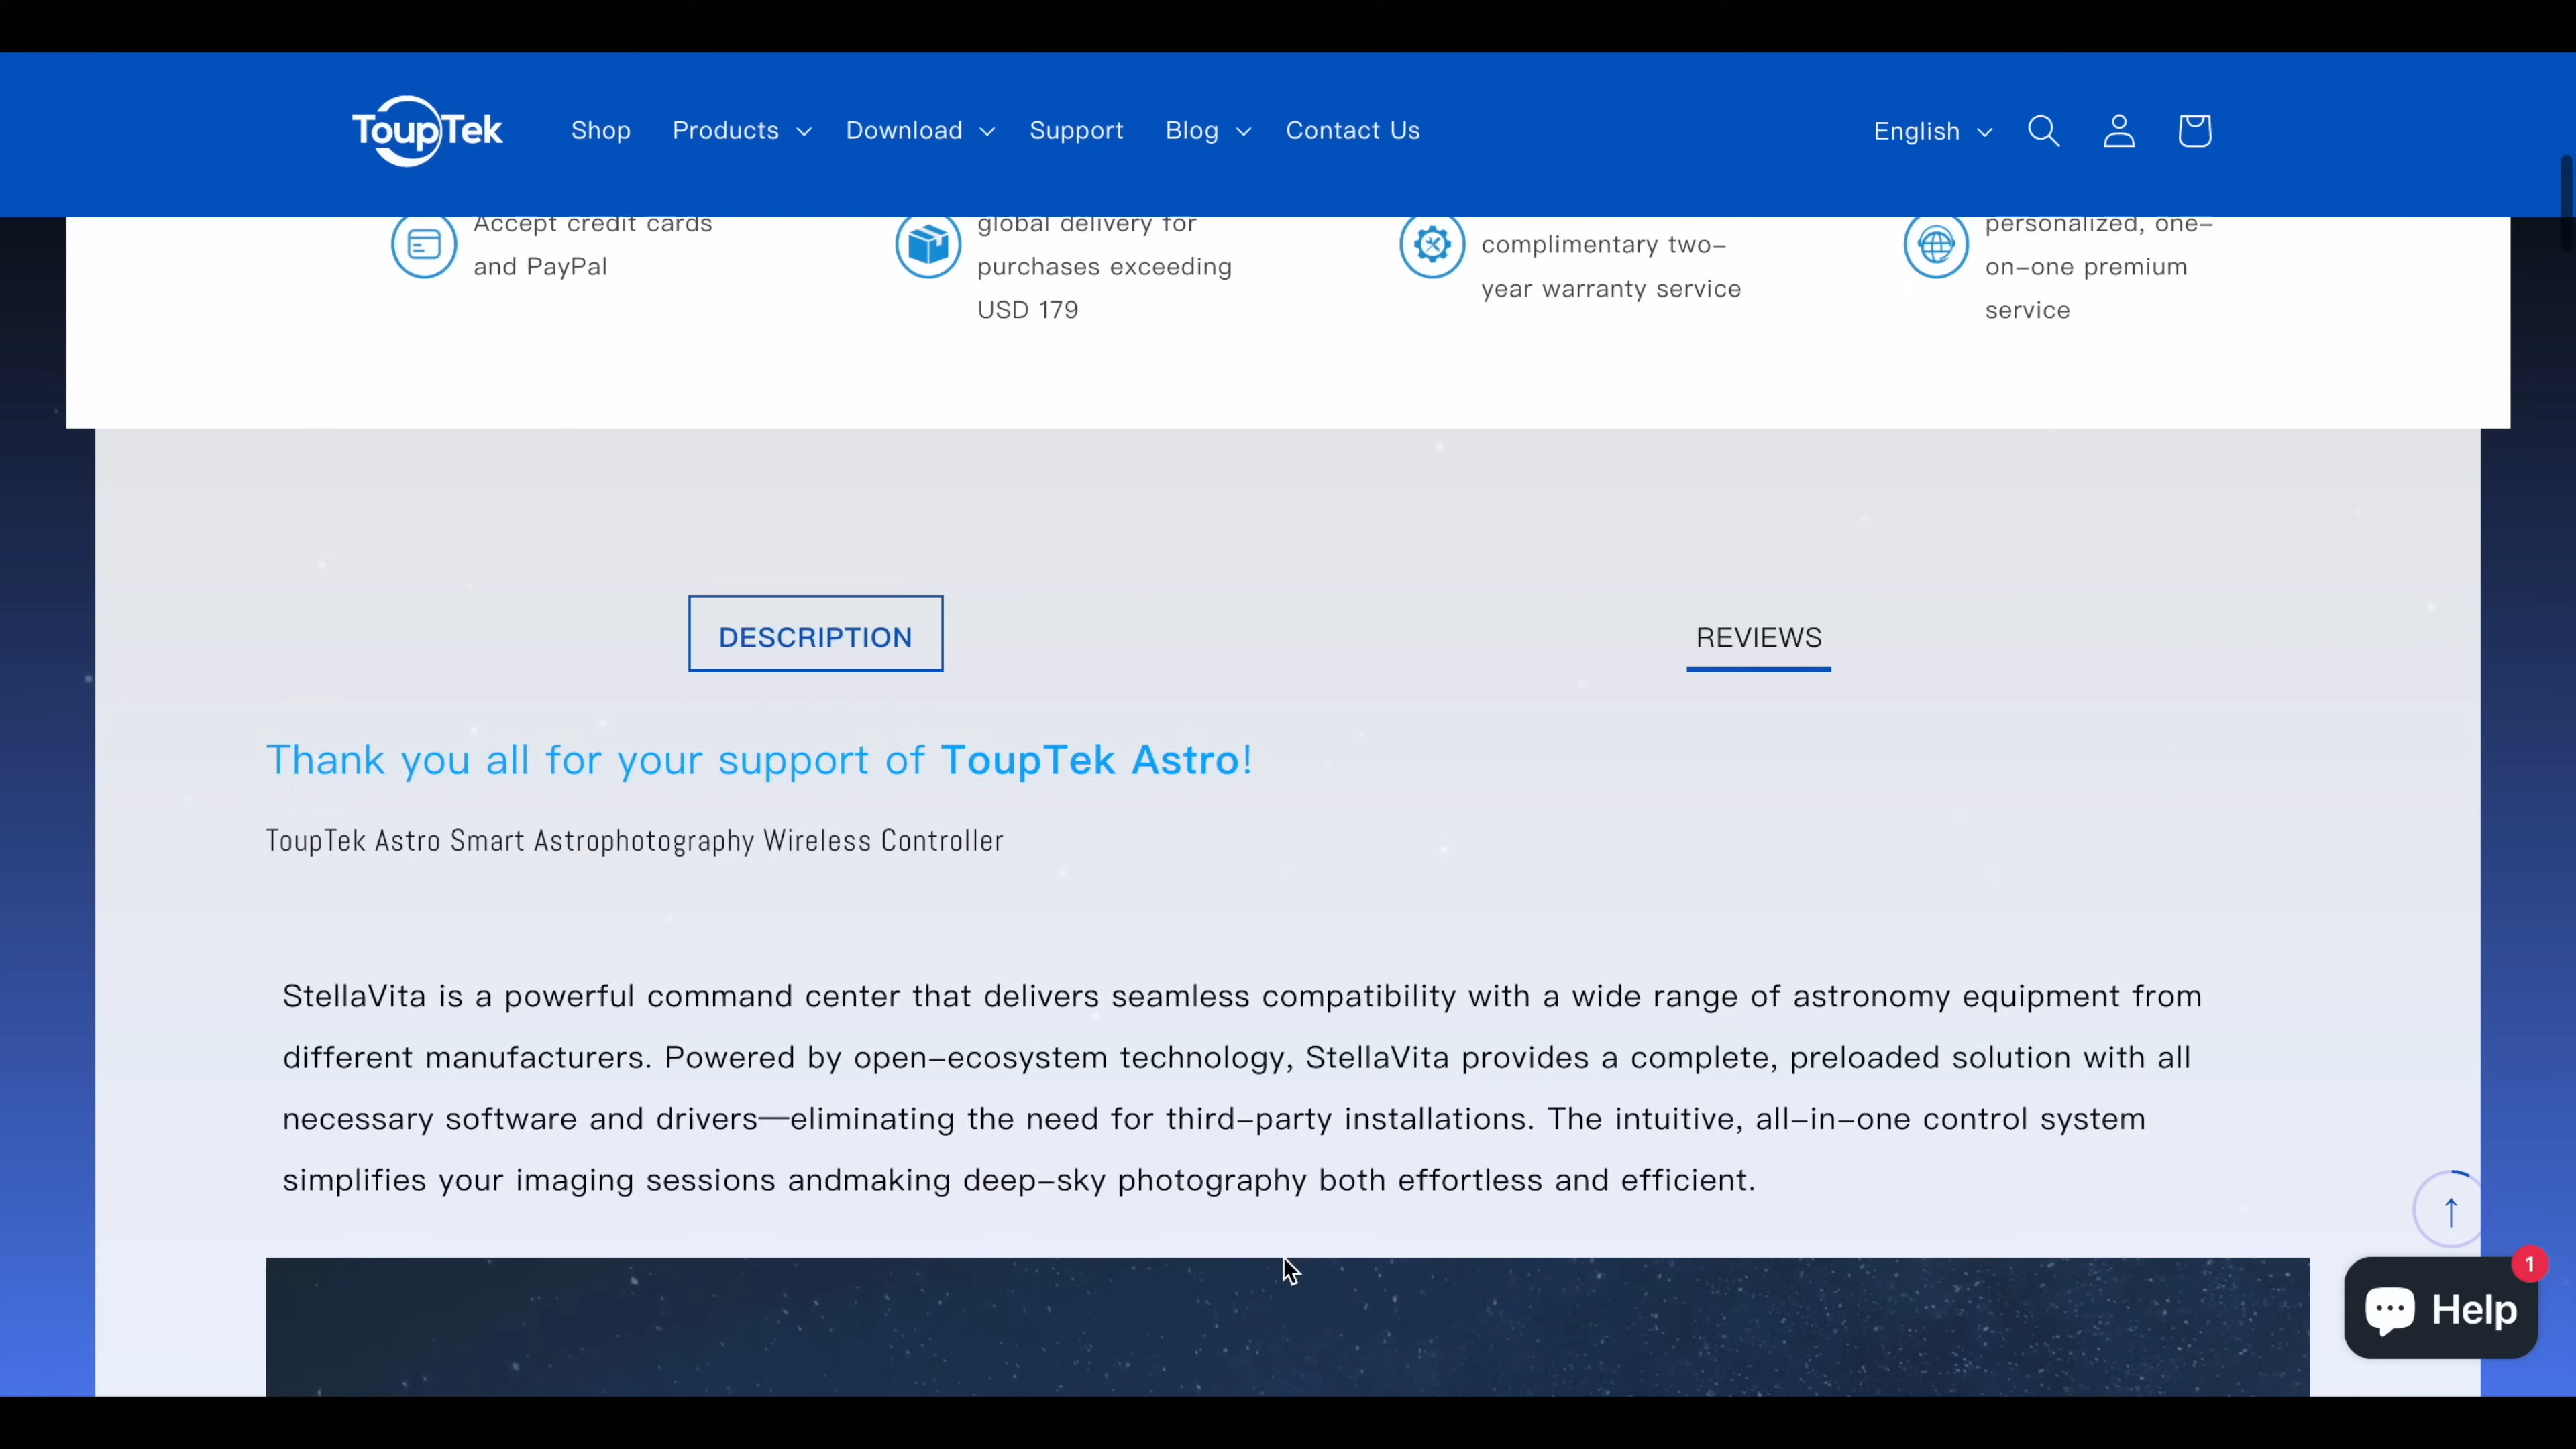 ToupTek
Shop
Products
Download
Support
Blog
Contact Us
English
Accept credit cards
and PayPal
global delivery for
purchases exceeding
USD 179
complimentary two-
year warranty service
personalized, one-
on-one premium
service
DESCRIPTION
REVIEWS
Thank you all for your support of ToupTek Astro!
ToupTek Astro Smart Astrophotography Wireless Controller
StellaVita is a powerful command center that delivers seamless compatibility with a wide range of astronomy equipment from
different manufacturers. Powered by open-ecosystem technology, StellaVita provides a complete, preloaded solution with all
necessary software and drivers—eliminating the need for third-party installations. The intuitive, all-in-one control system
simplifies your imaging sessions andmaking deep-sky photography both effortless and efficient.
↑
1
Help